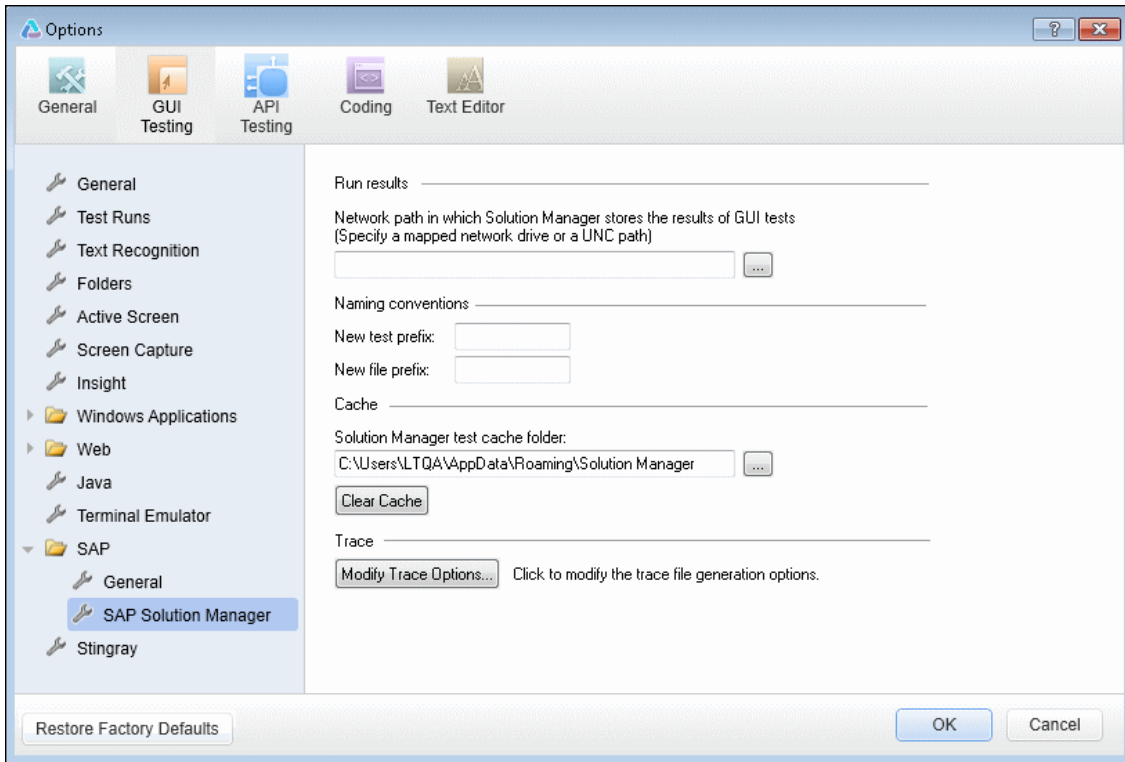 Options
General
GUI
Testing
API
Testing
Coding
Text Editor
General
Test Runs
Text Recognition
Folders
Active Screen
Screen Capture
Insight
Windows Applications
Web
Java
Terminal Emulator
SAP
General
SAP Solution Manager
Stingray
Run results
Network path in which Solution Manager stores the results of GUI tests
(Specify a mapped network drive or a UNC path)
...
Naming conventions
New test prefix:
New file prefix:
Cache
Solution Manager test cache folder:
C:\Users\LTQA\AppData\Roaming\Solution Manager
...
Clear Cache
Trace
Modify Trace Options... Click to modify the trace file generation options.
Restore Factory Defaults
OK
Cancel